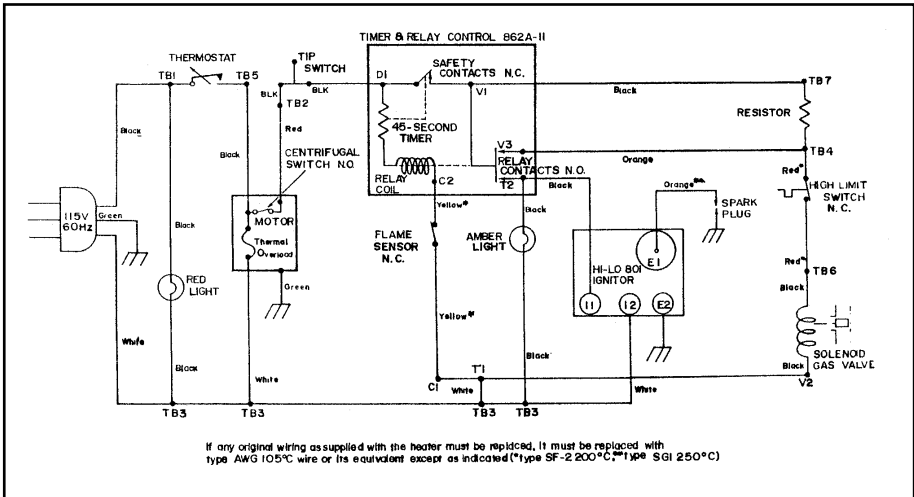 TIMER & RELAY CONTROL 862A-II
THERMOSTAT
TIP
SWITCH
TB1
TB5
BLK
BLK
TB2
D1
SAFETY
CONTACTS N.C.
V1
Black
TB7
RESISTOR
Black
Red
45-SECOND
TIMER
V3
Orange
TB4
CENTRIFUGAL
SWITCH NO
Black
RELAY
COIL
RELAY
CONTACTS N.O.
T2
C2
Black
Red*
HIGH LIMIT
SWITCH
N.C.
Orange**
SPARK
PLUG
115V
60Hz
Green
MOTOR
Thermal
Overload
Black
Yellow*
Black
FLAME
SENSOR
N.C.
AMBER
LIGHT
E1
HI-LO 801
IGNITOR
I1
I2
E2
Red*
TB6
Black
RED
LIGHT
Green
Yellow*
SOLENOID
GAS VALVE
White
Black
White
Black
Black
V2
C1
T1
White
White
TB3
TB3
TB3
TB3
If any original wiring as supplied with the heater must be replaced, it must be replaced with
type AWG 105°C wire or its equivalent except as indicated (*type SF-2 200°C, **type SGI 250°C)